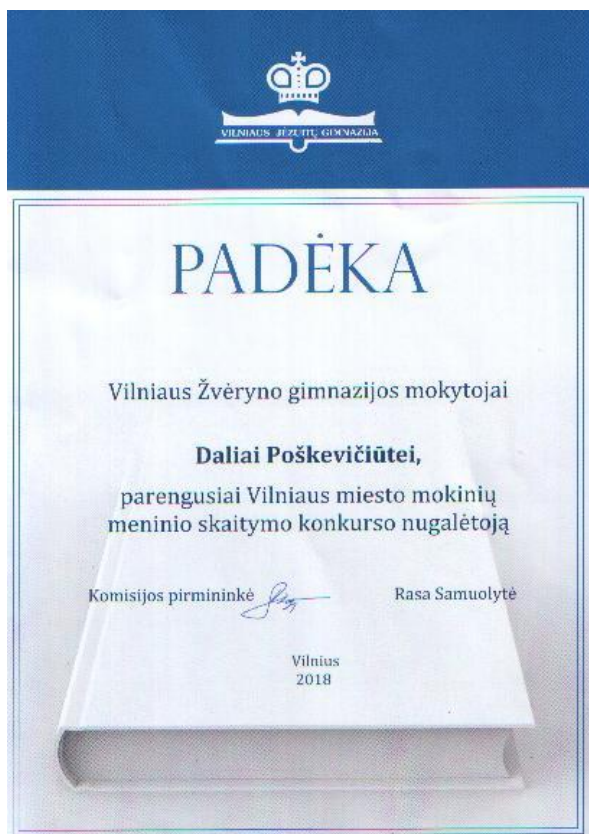 VILNIAUS JĖZUITŲ GIMNAZIJA
PADĖKA
Vilniaus Žvėryno gimnazijos mokytojai
Daliai Poškevičiūtei,
parengusiai Vilniaus miesto mokinių
meninio skaitymo konkurso nugalėtoją
Komisijos pirmininkė Rasa Samuolytė
Vilnius
2018